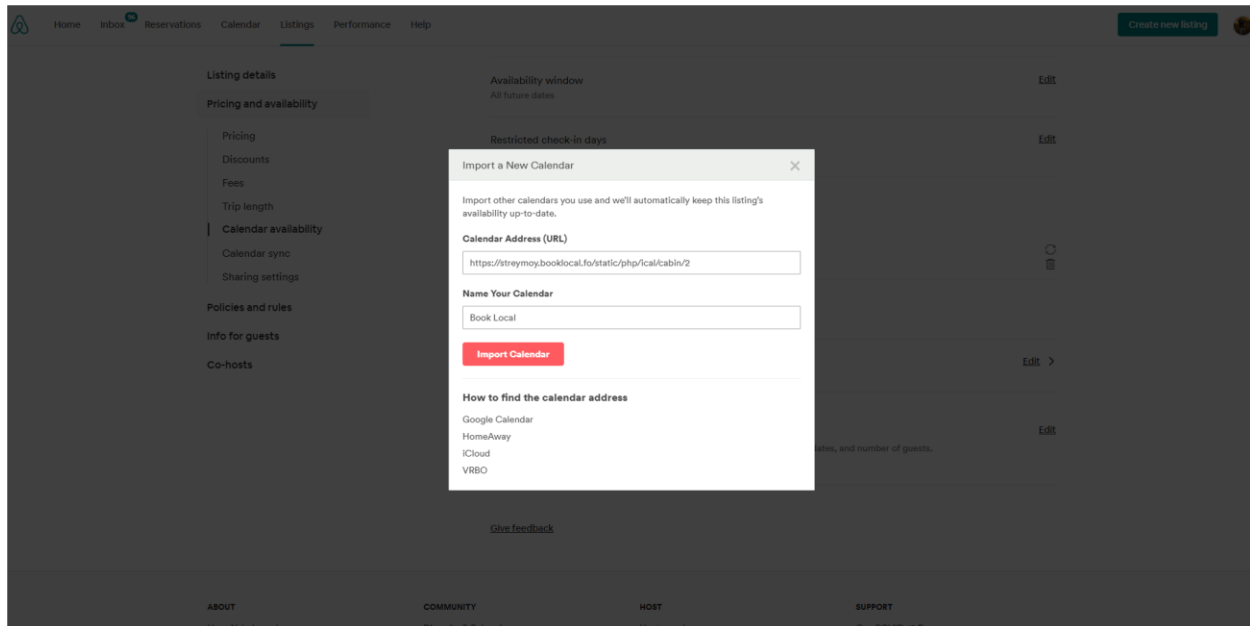 Home Inbox Reservations Calendar Listings Performance Help Create new listing
Listing details
Pricing and availability
Pricing
Discounts
Fees
Trip length
Calendar availability
Calendar sync
Sharing settings
Policies and rules
Info for guests
Co-hosts
Availability window Edit
All future dates
Restricted check-in days Edit
Import a New Calendar
Import other calendars you use and we'll automatically keep this listing's
availability up-to-date.
Calendar Address (URL)
https://streymoy.booklocal.fo/static/php/ical/cabin/2
Name Your Calendar
Book Local
Import Calendar
How to find the calendar address
Google Calendar
HomeAway
iCloud
VRBO
Edit
Edit
dates, and number of guests.
Give feedback
ABOUT COMMUNITY HOST SUPPORT